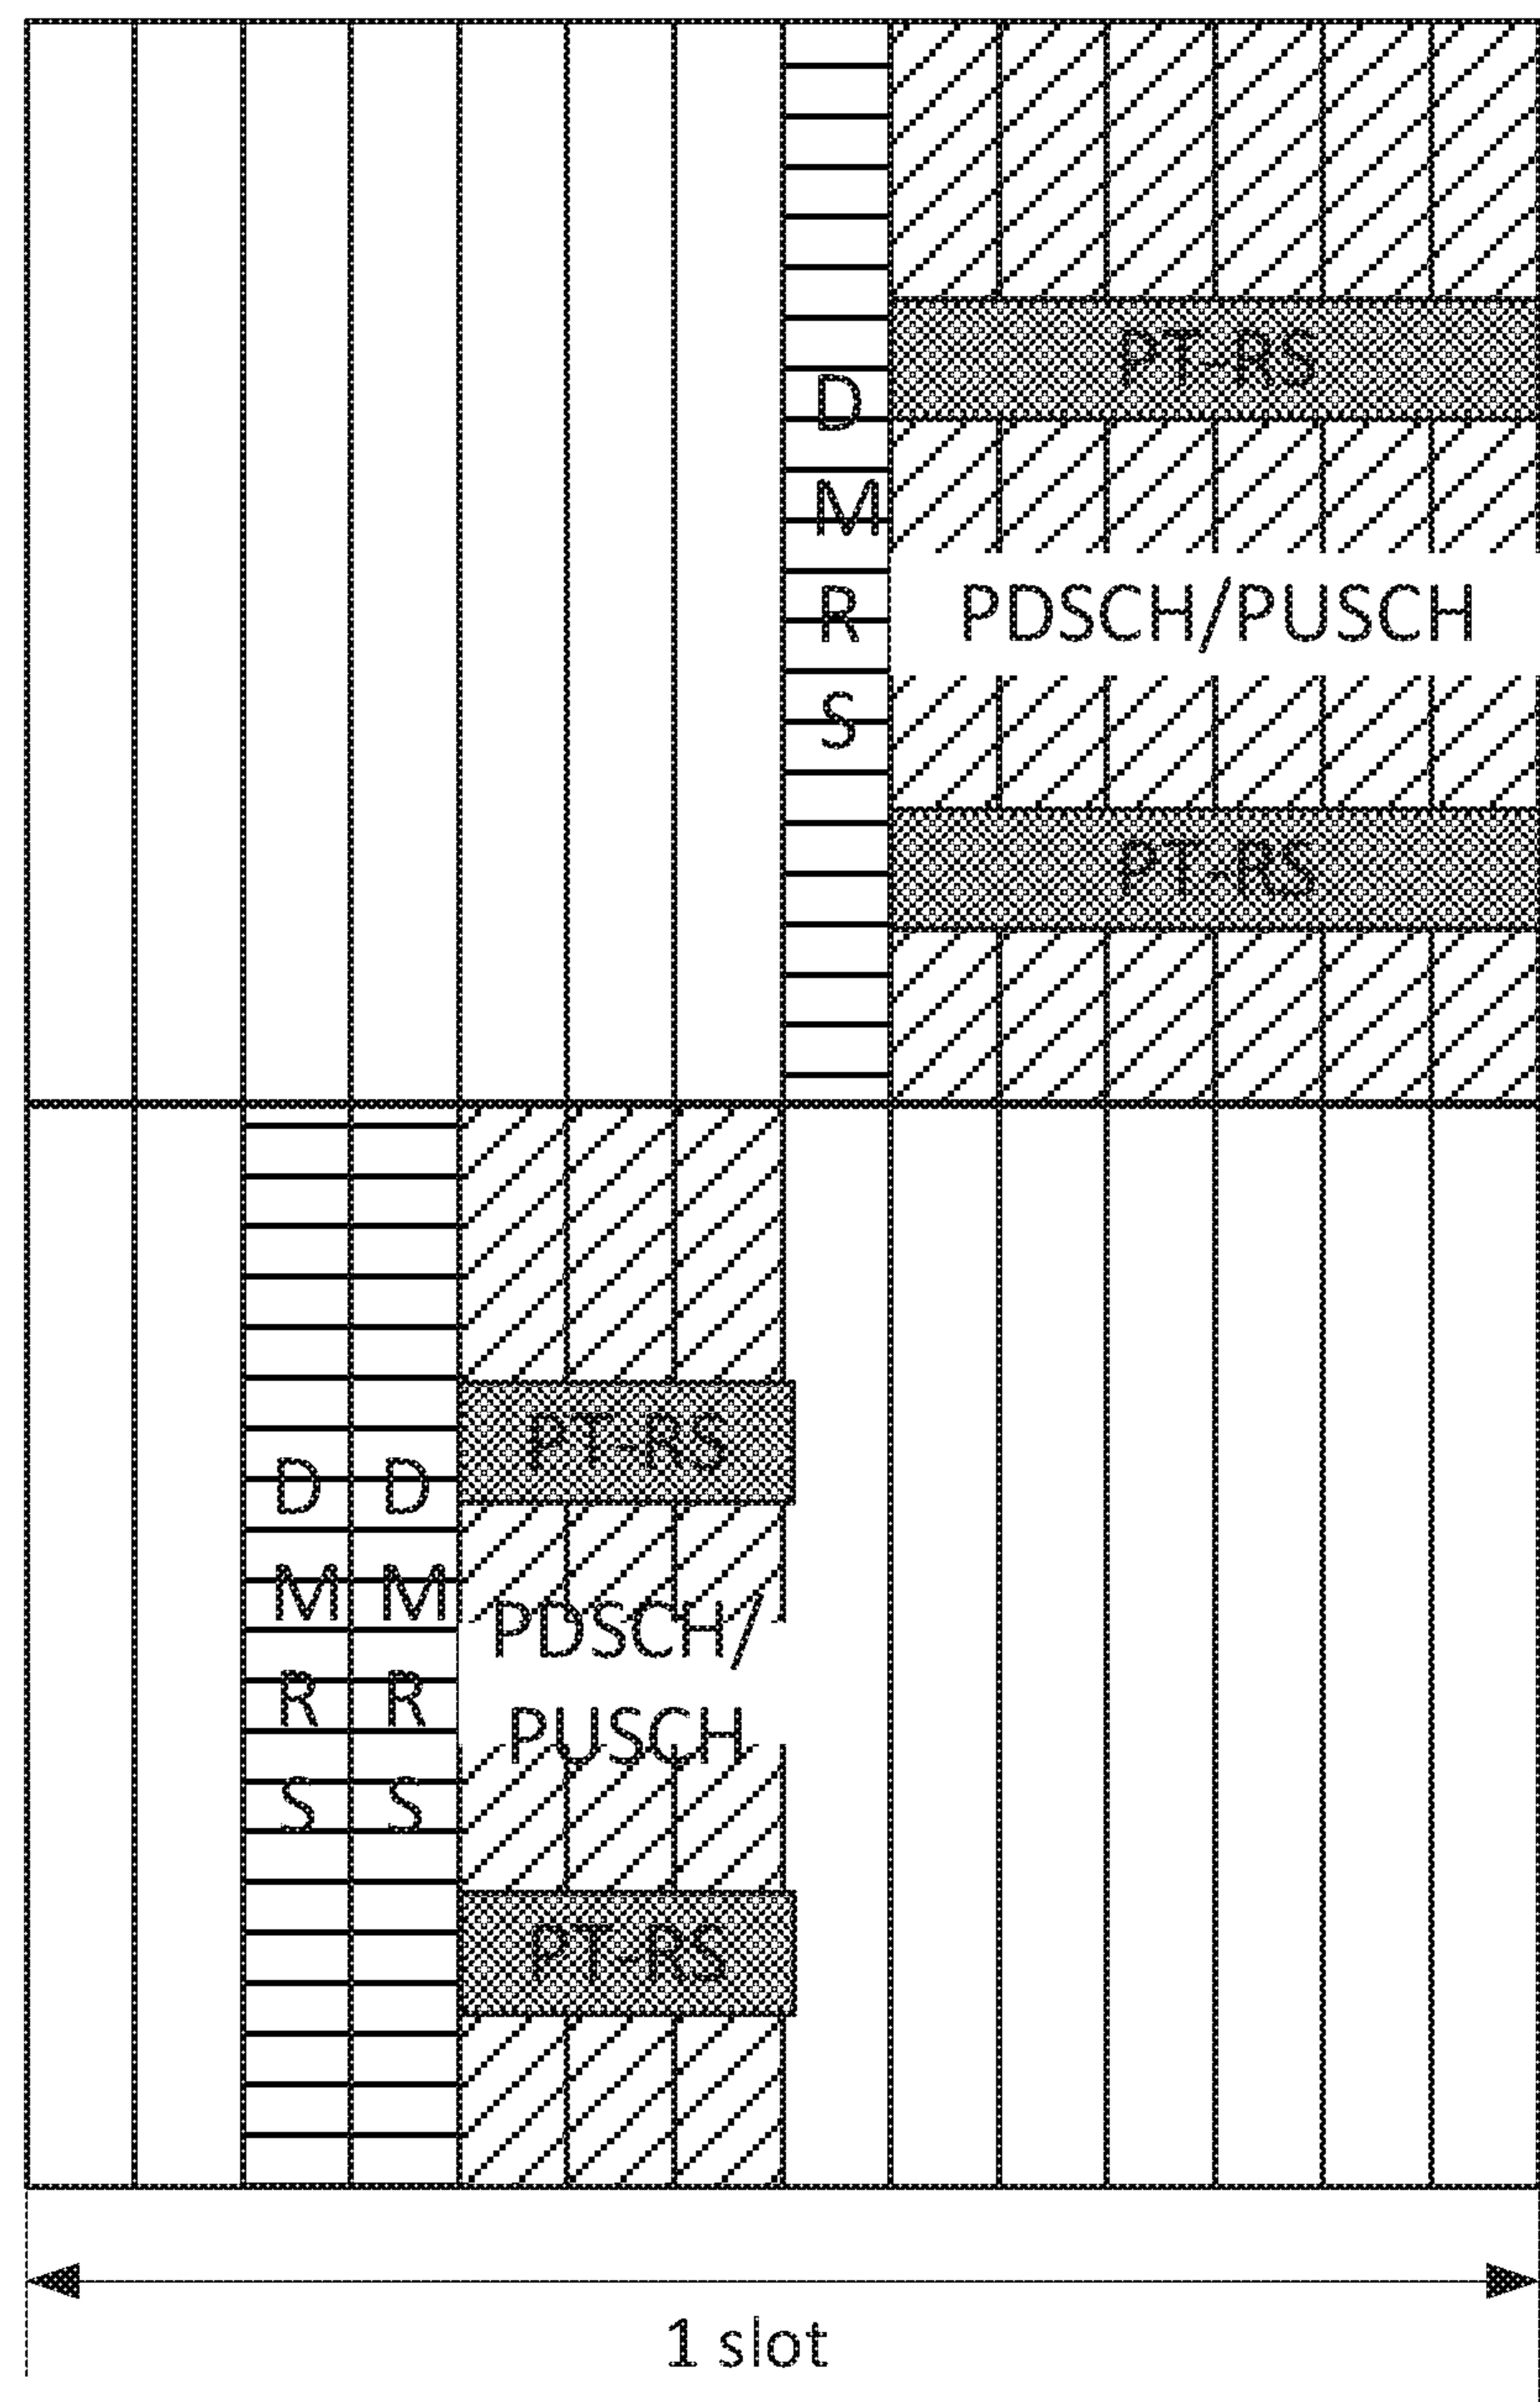 PT-RS
D
M
R
S
PDSCH/PUSCH
PT-RS
PT-RS
D D
M M
R R
S S
PDSCH/
PUSCH
PT-RS
1 slot